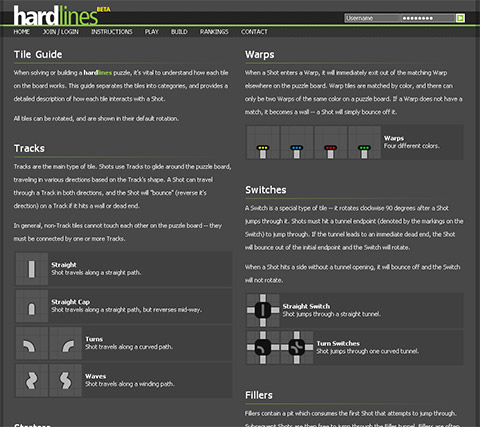 hardlines BETA
Username
HOME JOIN / LOGIN INSTRUCTIONS PLAY BUILD RANKINGS CONTACT
Tile Guide
When solving or building a hardlines puzzle, it's vital to understand how each tile
on the board works. This guide separates the tiles into categories, and provides a
detailed description of how each tile interacts with a Shot.
All tiles can be rotated, and are shown in their default rotation.
Tracks
Tracks are the main type of tile. Shots use Tracks to glide around the puzzle board,
traveling in various directions based on the Track's shape. A Shot can travel
through a Track in both directions, and the Shot will "bounce" (reverse it's
direction) on a Track if it hits a wall or dead end.
In general, non-Track tiles cannot touch each other on the puzzle board -- they
must be connected by one or more Tracks.
Straight
Shot travels along a straight path.
Straight Cap
Shot travels along a straight path, but reverses mid-way.
Turns
Shot travels along a curved path.
Waves
Shot travels along a winding path.
Warps
When a Shot enters a Warp, it will immediately exit out of the matching Warp
elsewhere on the puzzle board. Warp tiles are matched by color, and there can
only be two Warps of the same color on a puzzle board. If a Warp does not have a
match, it becomes a wall -- a Shot will simply bounce off it.
Warps
Four different colors.
Switches
A Switch is a special type of tile -- it rotates clockwise 90 degrees after a Shot
jumps through it. Shots must hit a tunnel endpoint (denoted by the markings on the
Switch) to jump through. If the tunnel leads to an immediate dead end, the Shot
will bounce out of the initial endpoint and the Switch will rotate.
When a Shot hits a side without a tunnel opening, it will bounce off and the Switch
will not rotate.
Straight Switch
Shot jumps through a straight tunnel.
Turn Switches
Shot jumps through one curved tunnel.
Fillers
Fillers contain a pit which consumes the first Shot that attempts to jump through.
Subsequent Shots are then free to jump through the Filler tunnel. Fillers are often